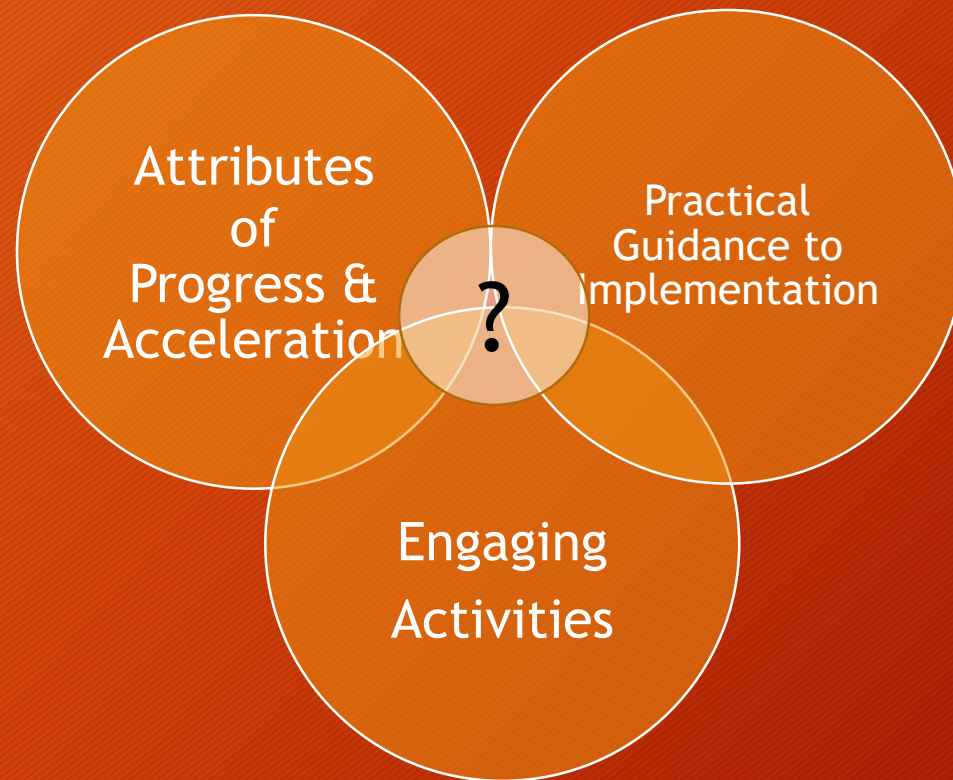 Attributes
of
Progress &
Acceleration
Practical
Guidance to
Implementation
?
Engaging
Activities